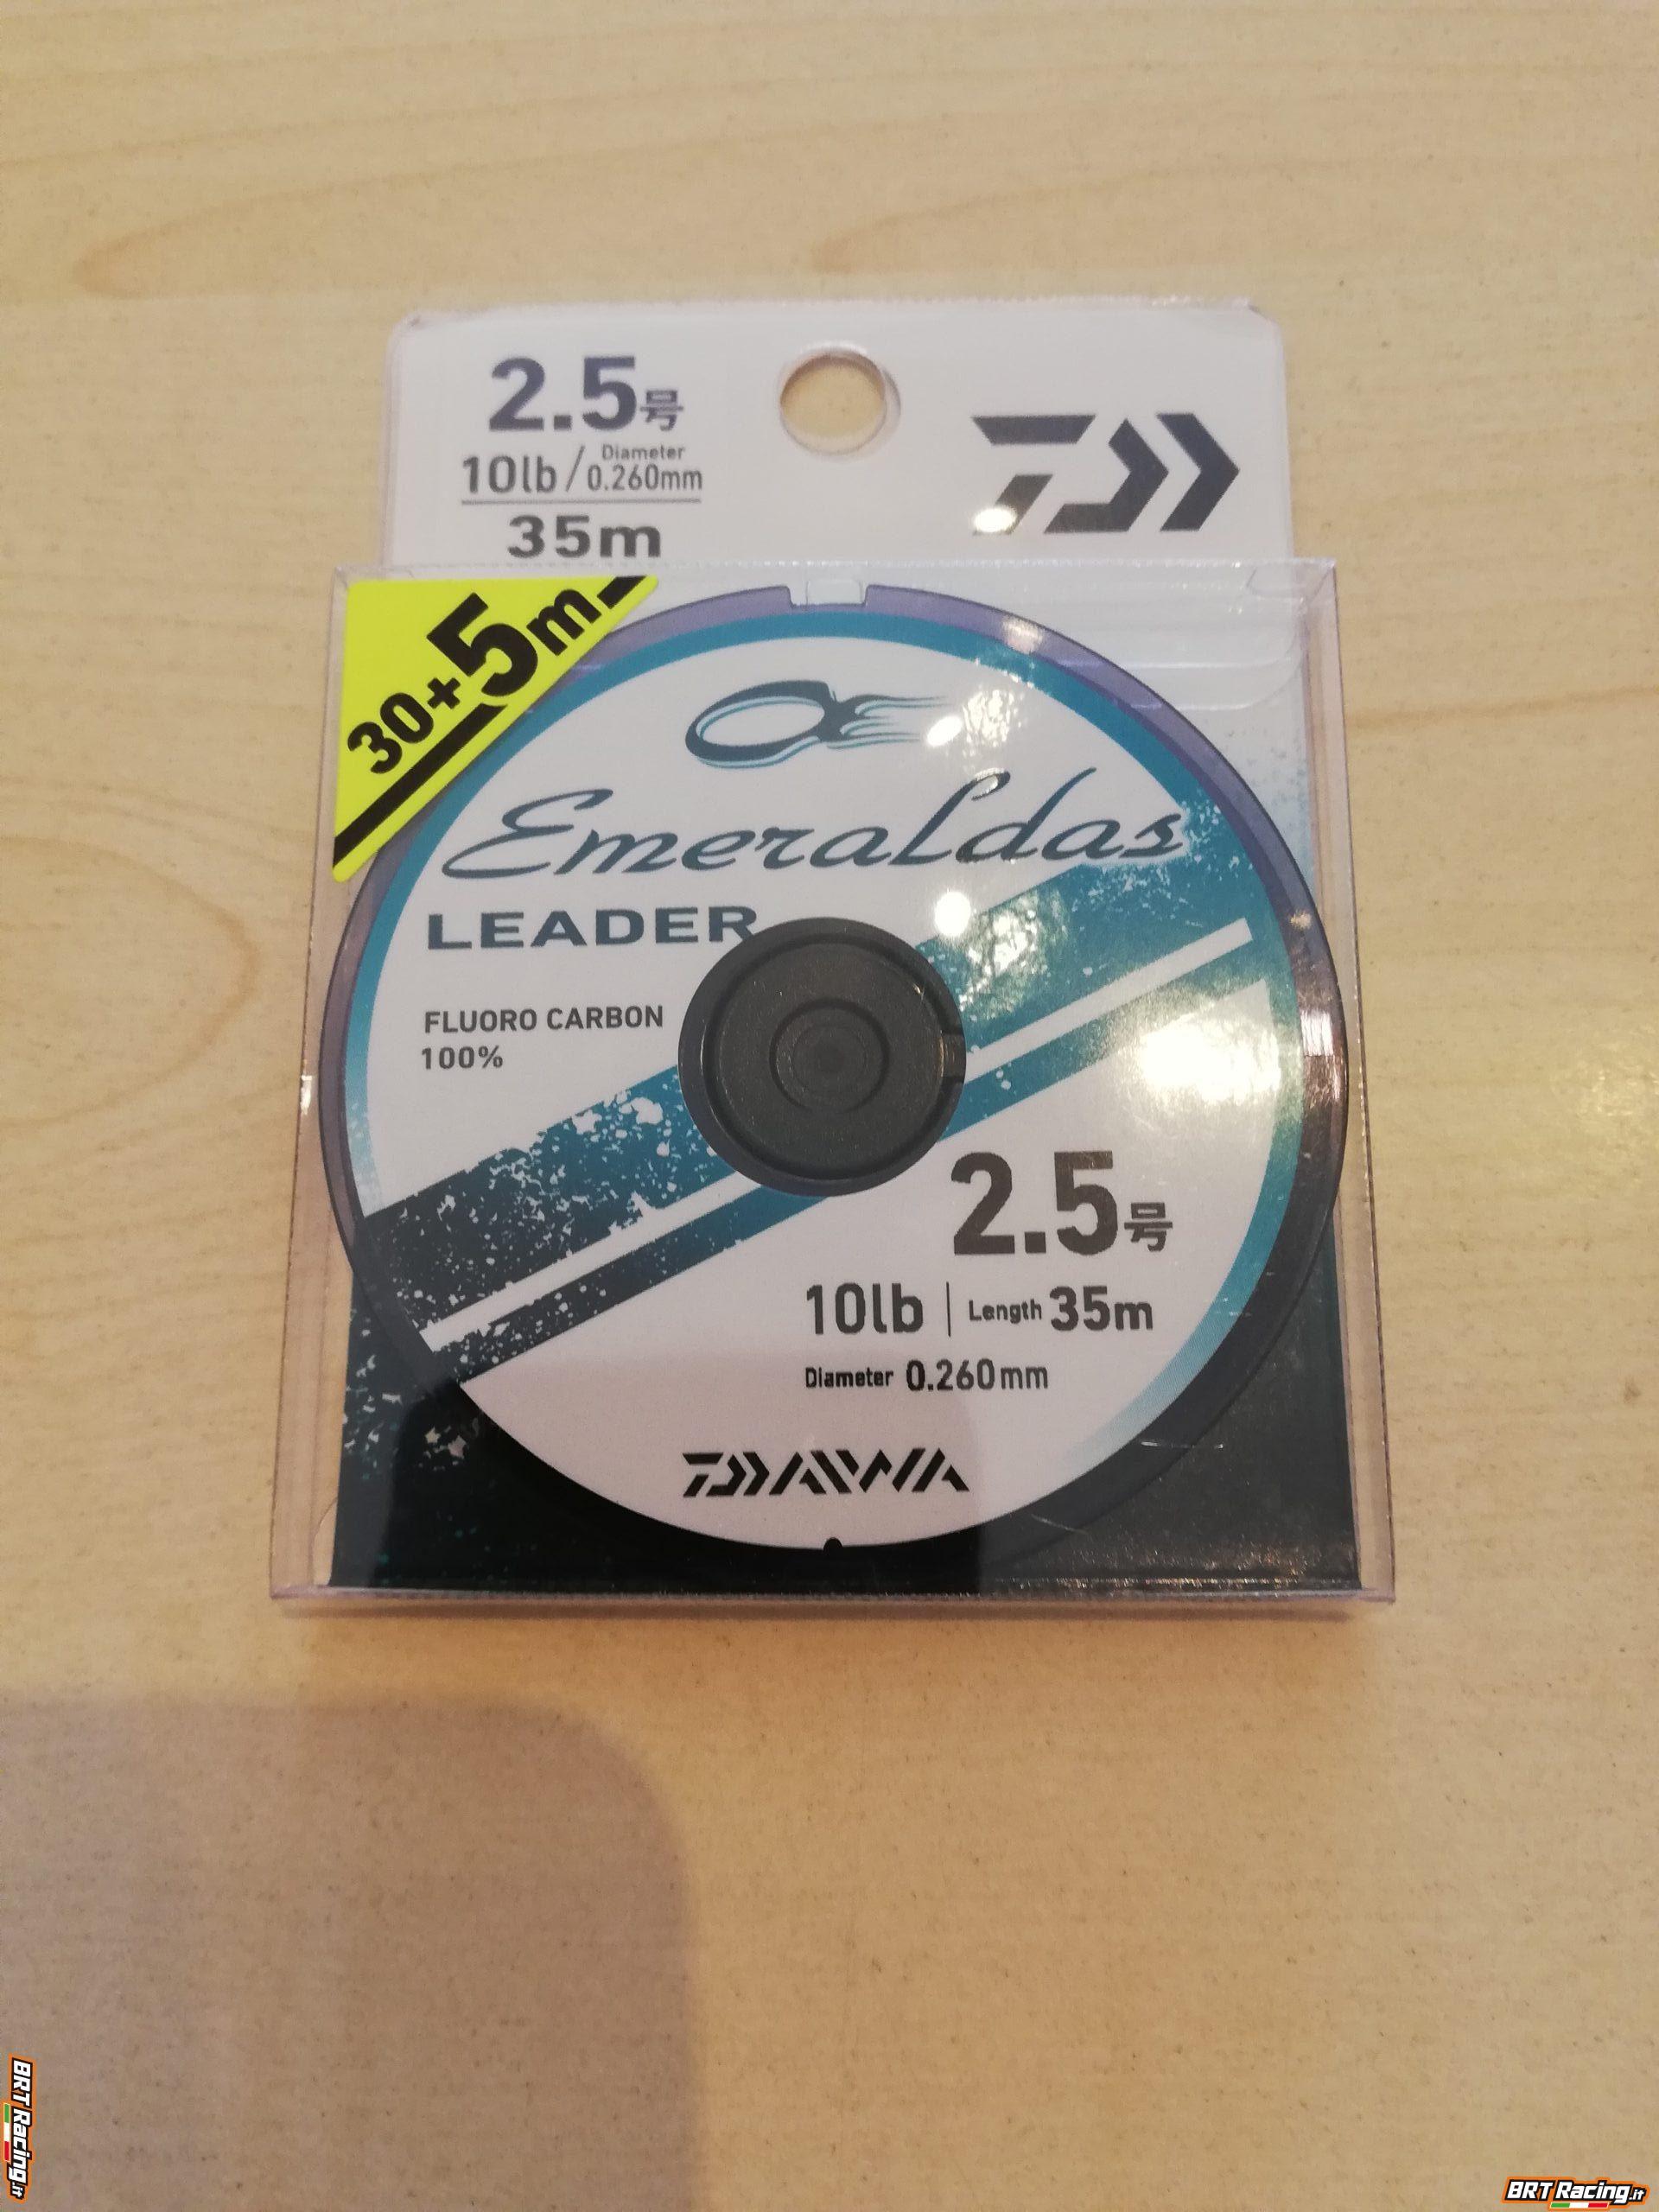 2.5号
10lb/Diameter 0.260mm
35m
30+5m
Emeraldas
LEADER
FLUORO CARBON
100%
2.5号
10lb | Length 35m
Diameter 0.260mm
DAIWA
BRT Racing.it
BRT Racing.it